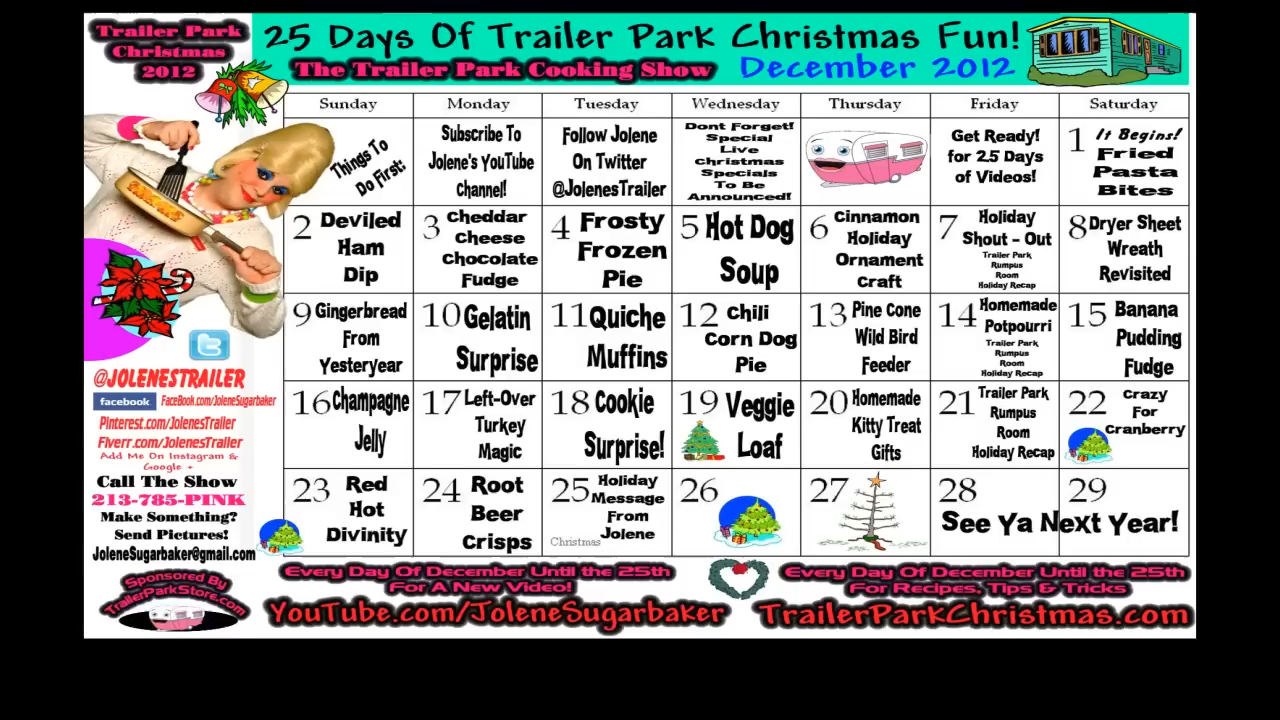 Trailer Park
Christmas
2012
25 Days Of Trailer Park Christmas Fun!
The Trailer Park Cooking Show
December 2012
Sunday
Monday
Tuesday
Wednesday
Thursday
Friday
Saturday
Things To
Do First:
Subscribe To
Jolene's YouTube
Channel!
Follow Jolene
On Twitter
@JolenesTrailer
Dont Forget!
Special
Live
Christmas
Specials
To Be
Announced!
Get Ready!
for 25 Days
of Videos!
1 It Begins!
Fried
Pasta
Bites
2 Deviled
Ham
Dip
3 Cheddar
Cheese
Chocolate
Fudge
4 Frosty
Frozen
Pie
5 Hot Dog
Soup
6 Cinnamon
Holiday
Ornament
Craft
7 Holiday
Shout - Out
Trailer Park
Rumpus
Room
Holiday Recap
8 Dryer Sheet
Wreath
Revisited
9 Gingerbread
From
Yesteryear
10 Gelatin
Surprise
11 Quiche
Muffins
12 Chili
Corn Dog
Pie
13 Pine Cone
Wild Bird
Feeder
14 Homemade
Potpourri
Trailer Park
Rumpus
Room
Holiday Recap
15 Banana
Pudding
Fudge
16 Champagne
Jelly
17 Left-Over
Turkey
Magic
18 Cookie
Surprise!
19 Veggie
Loaf
20 Homemade
Kitty Treat
Gifts
21 Trailer Park
Rumpus
Room
Holiday Recap
22 Crazy
For
Cranberry
23 Red
Hot
Divinity
24 Root
Beer
Crisps
25 Holiday
Message
From
Jolene
Christmas
26
27
28
29
See Ya Next Year!
@JOLENESTRAILER
facebook FaceBook.com/JoleneSugarbaker
Pinterest.com/JolenesTrailer
Fiverr.com/JolenesTrailer
Add Me On Instagram &
Google +
Call The Show
213-785-PINK
Make Something?
Send Pictures!
JoleneSugarbaker@gmail.com
Sponsored By
TrailerParkStore.com
Every Day Of December Until the 25th
For A New Video!
YouTube.com/JoleneSugarbaker
Every Day Of December Until the 25th
For Recipes, Tips & Tricks
TrailerParkChristmas.com